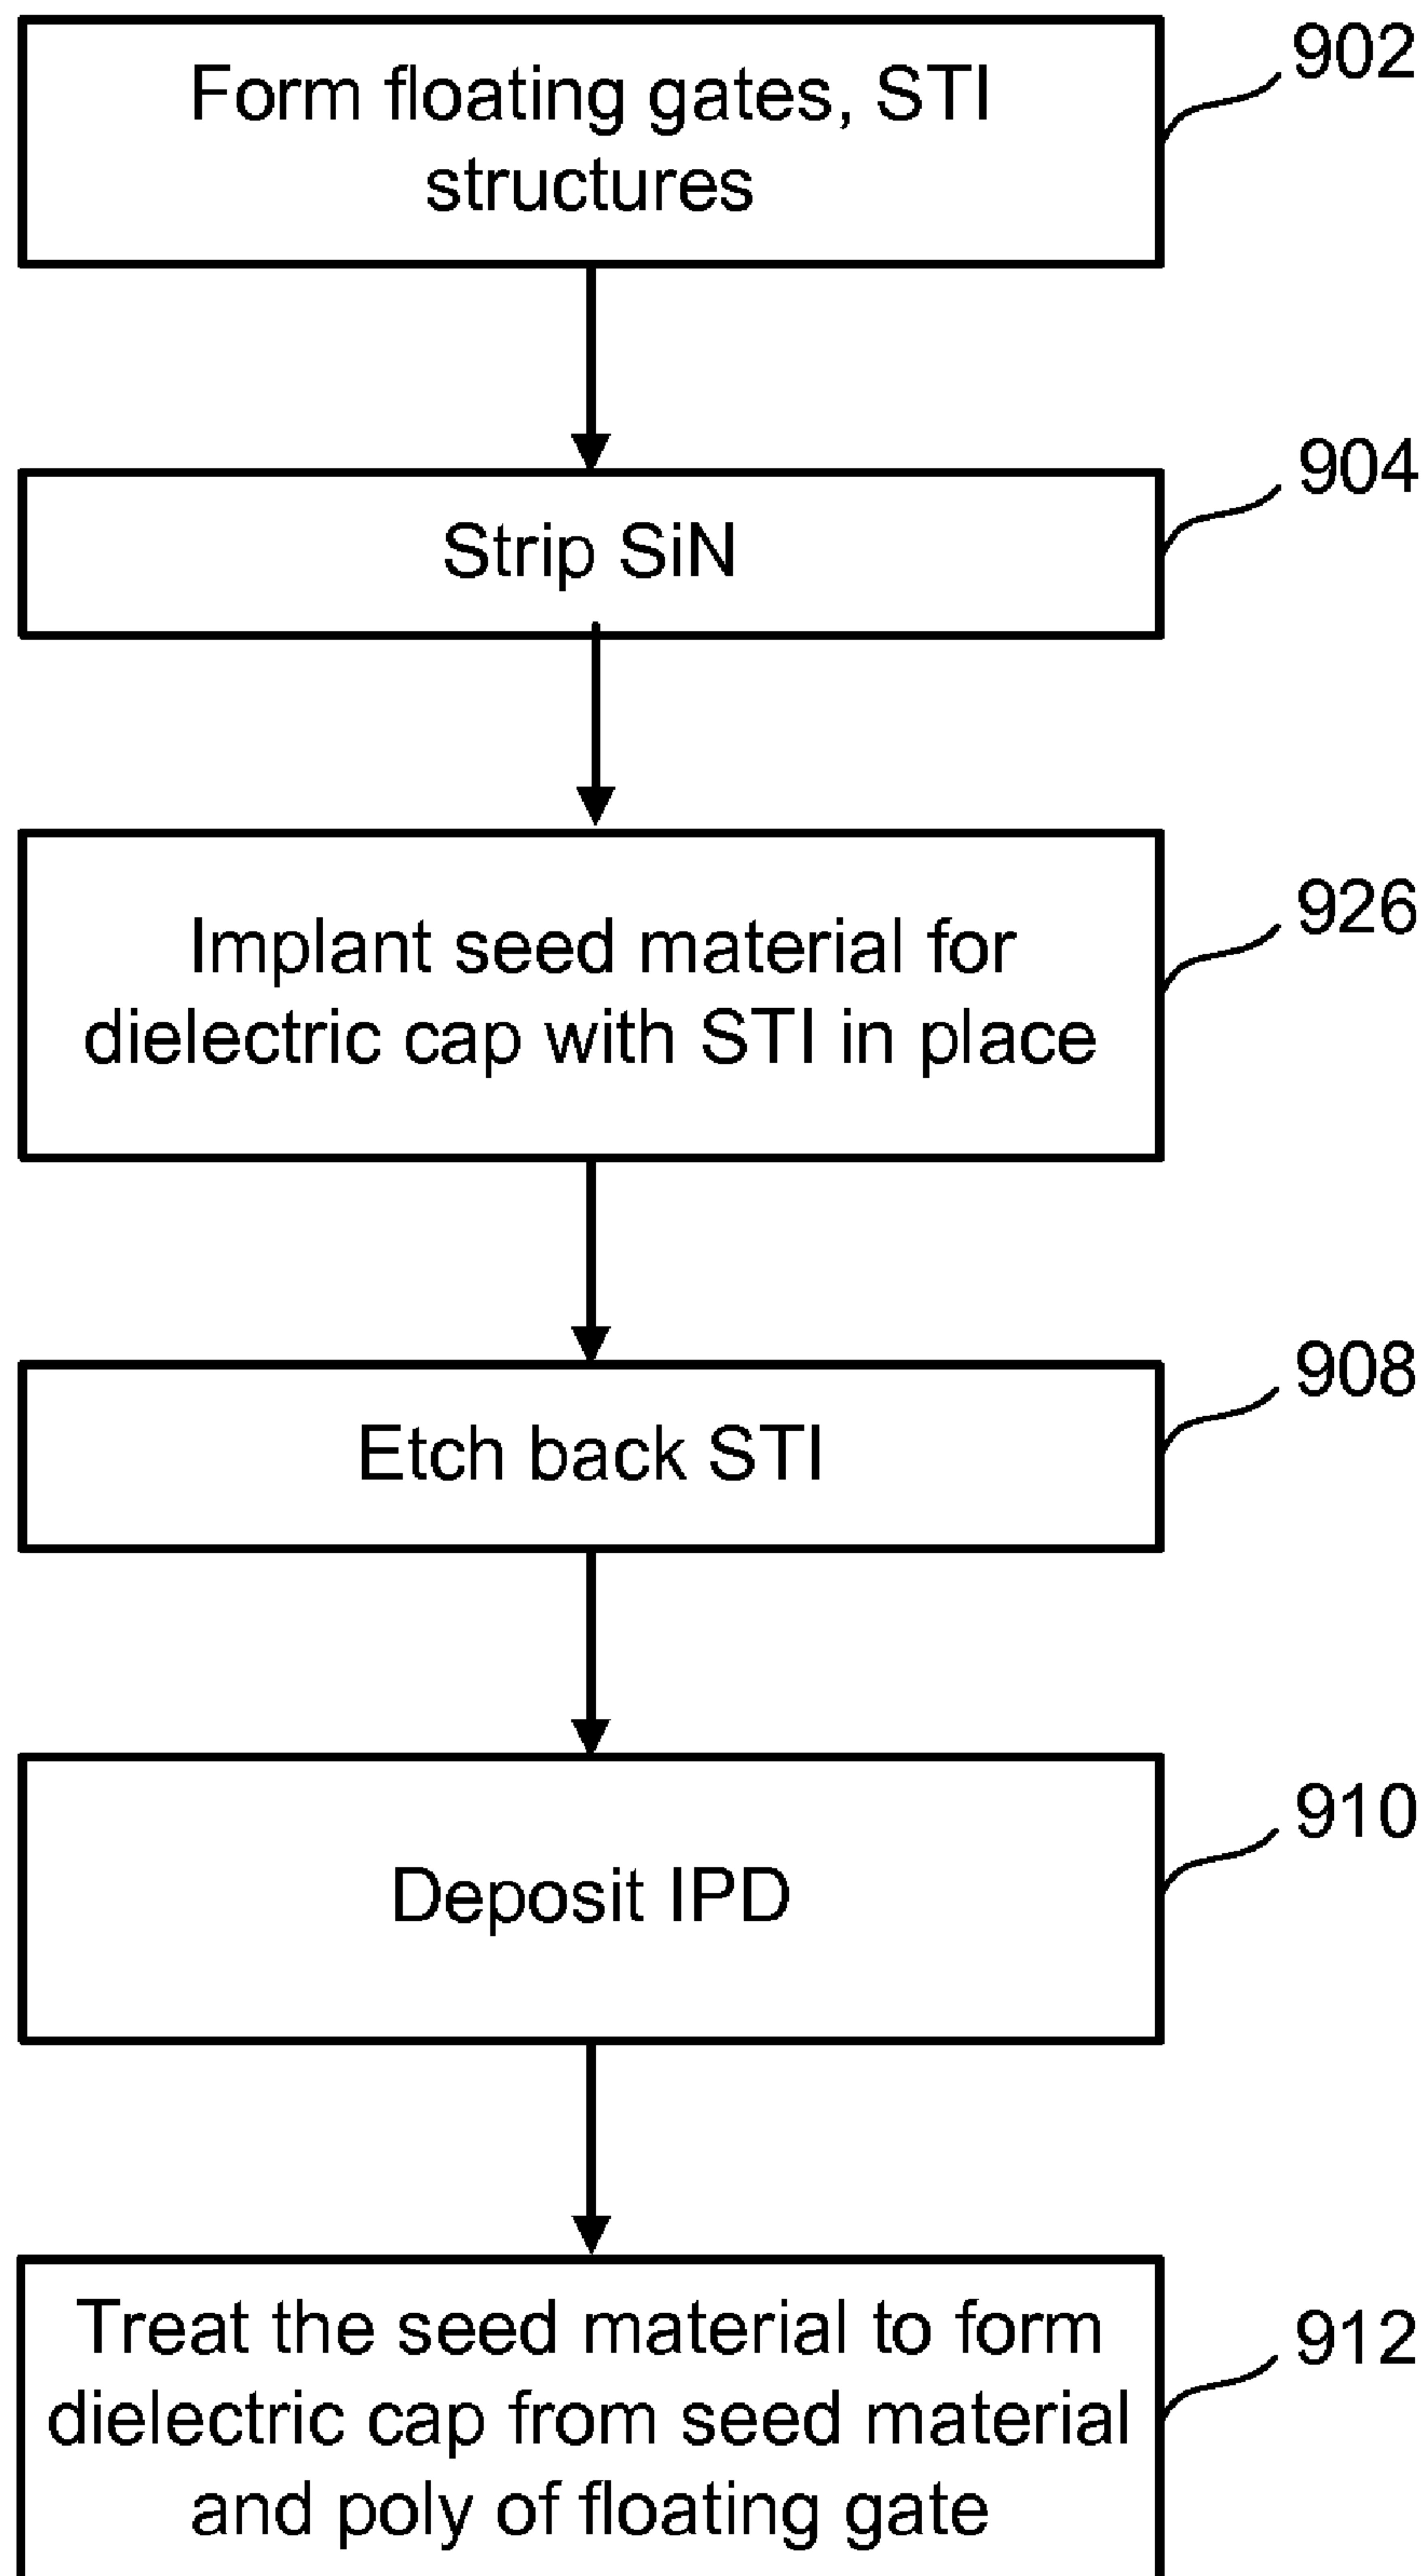 Form floating gates, STI
structures
902
Strip SiN
904
Implant seed material for
dielectric cap with STI in place
926
Etch back STI
908
Deposit IPD
910
Treat the seed material to form
dielectric cap from seed material
and poly of floating gate
912